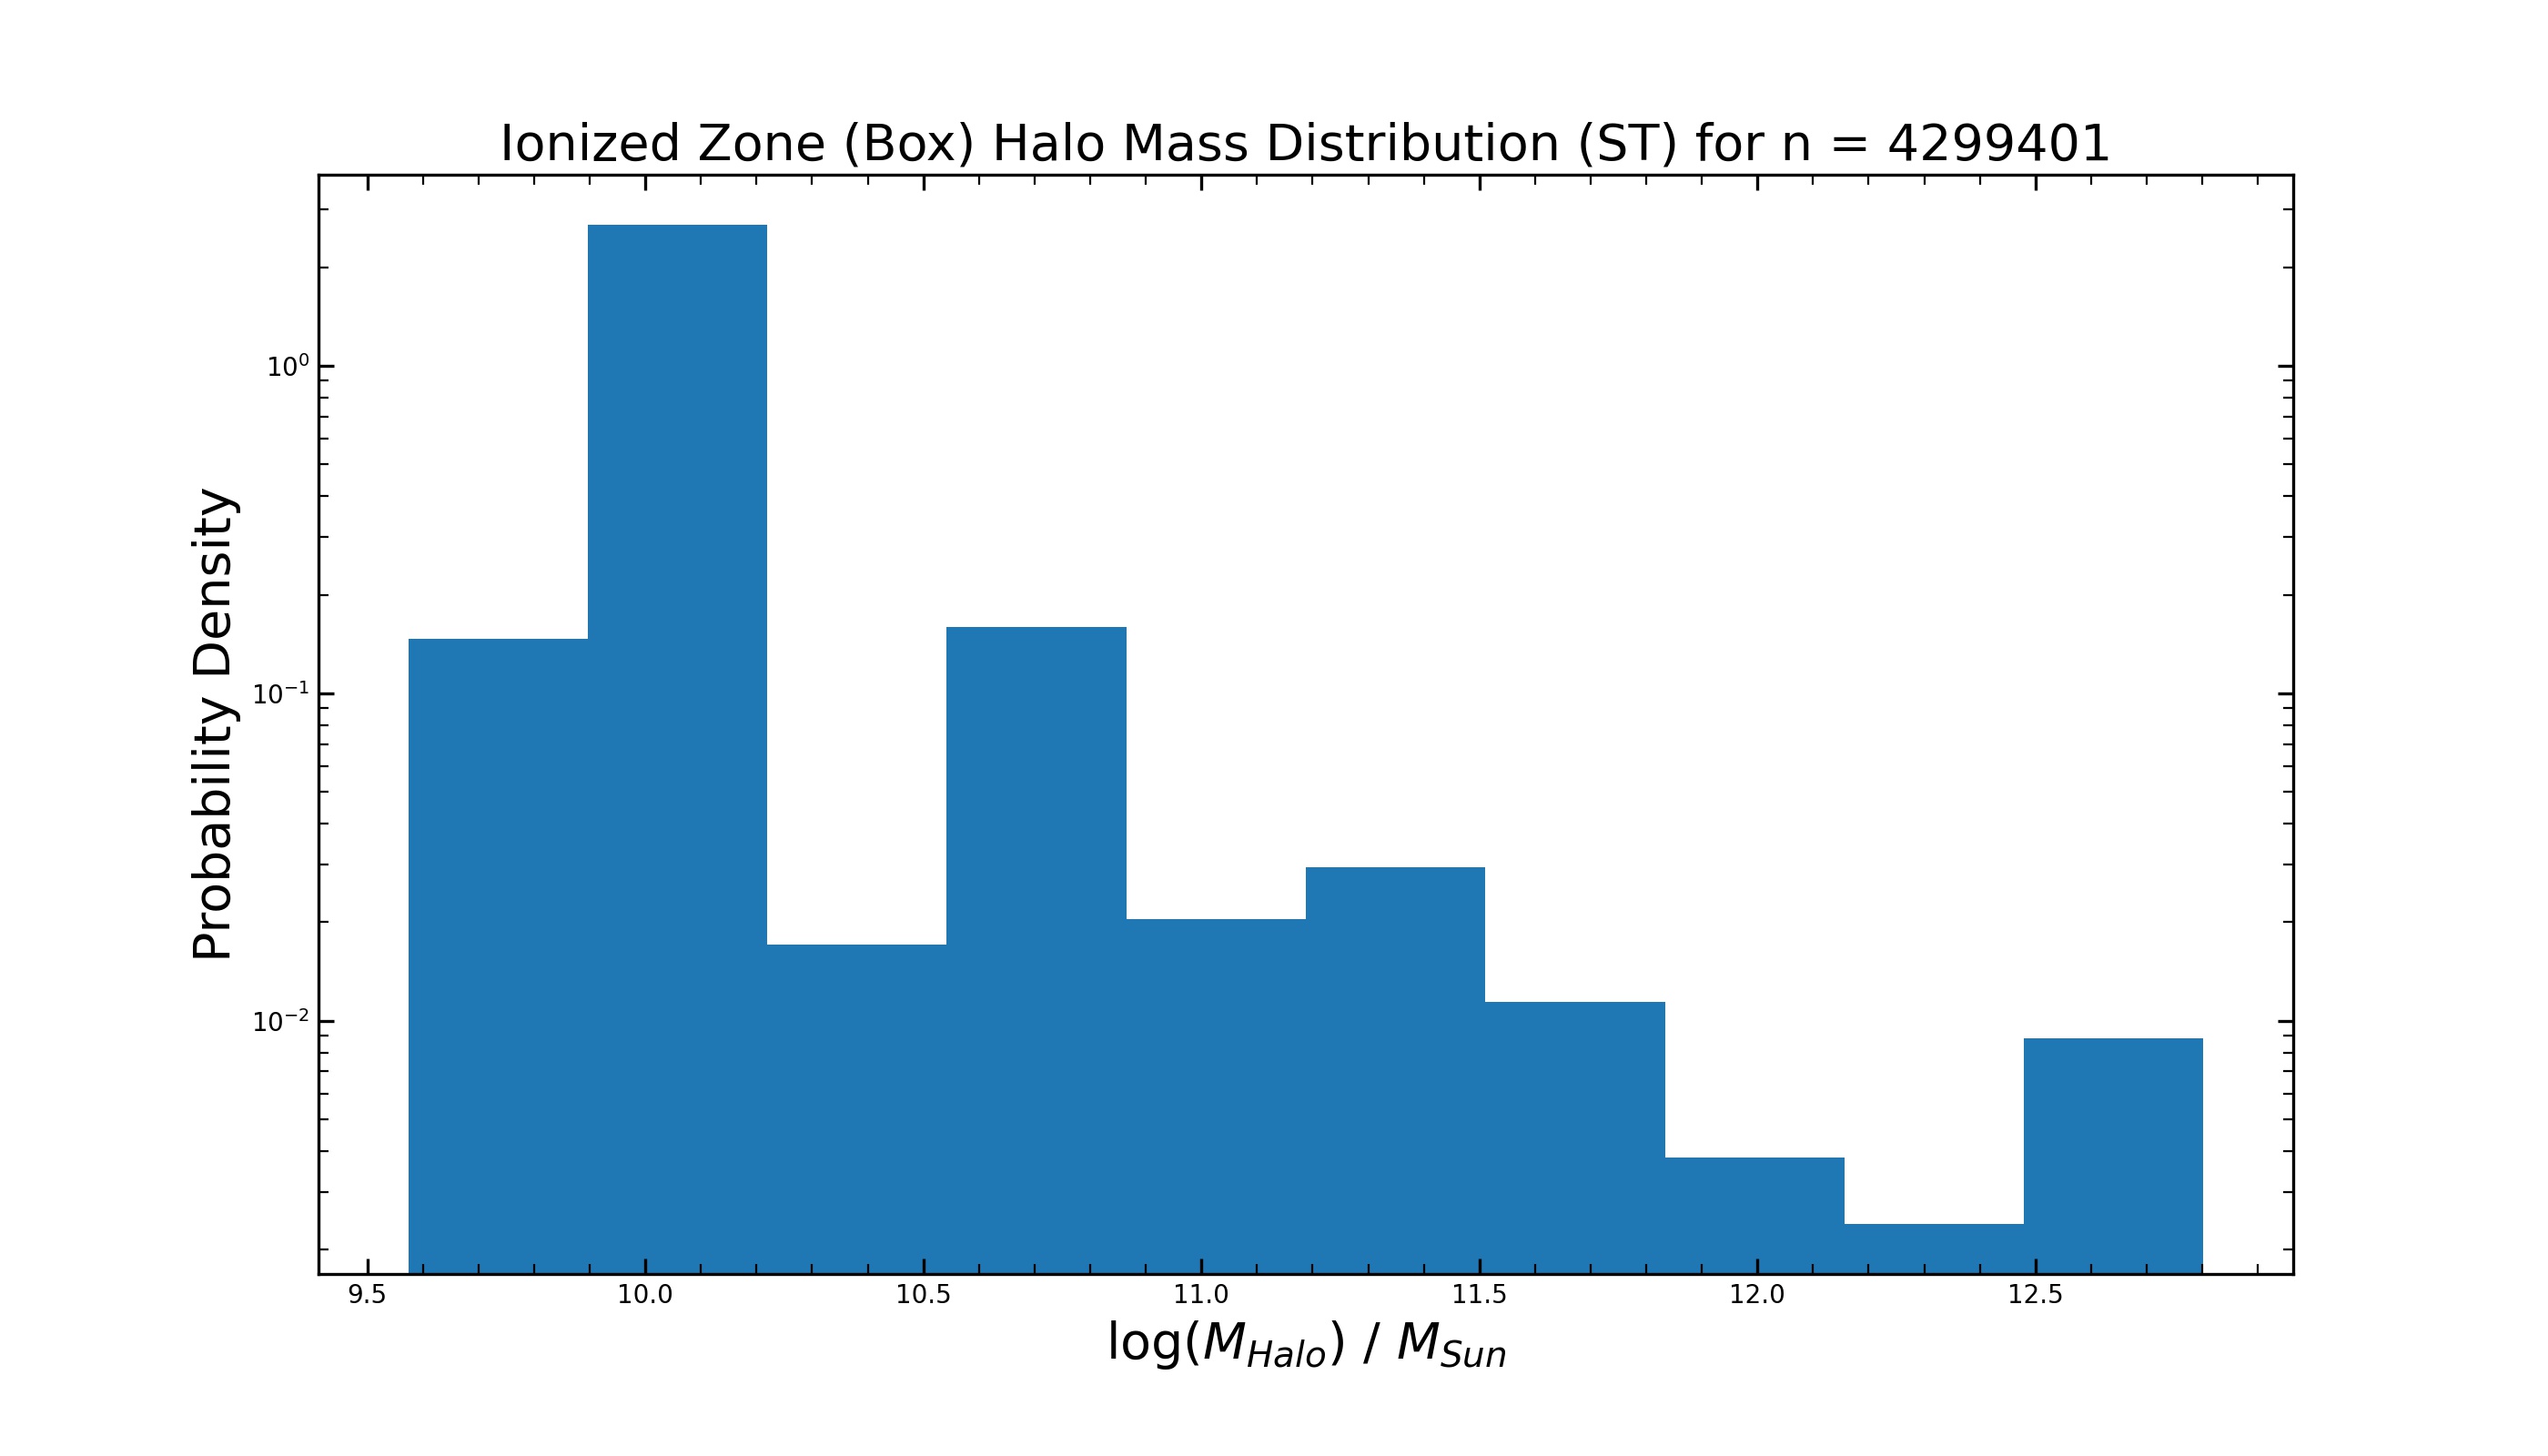 Ionized Zone (Box) Halo Mass Distribution (ST) for n = 4299401
Probability Density
10⁰
10⁻¹
10⁻²
9.5 10.0 10.5 11.0 11.5 12.0 12.5
log(M_Halo) / M_Sun